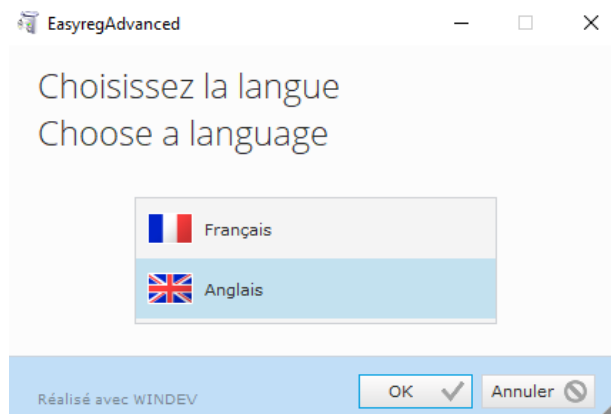 EasyregAdvanced
Choisissez la langue
Choose a language
Français
Anglais
Réalisé avec WINDEV
OK
Annuler